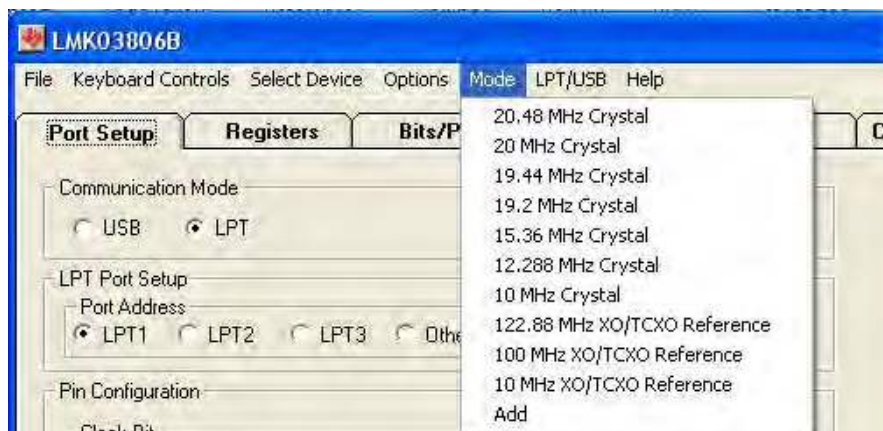 LMK03806B
File Keyboard Controls Select Device Options Mode LPT/USB Help
Port Setup Registers Bits/P
Communication Mode
USB LPT
LPT Port Setup
Port Address
LPT1 LPT2 LPT3 Othe
Pin Configuration
20.48 MHz Crystal
20 MHz Crystal
19.44 MHz Crystal
19.2 MHz Crystal
15.36 MHz Crystal
12.288 MHz Crystal
10 MHz Crystal
122.88 MHz XO/TCXO Reference
100 MHz XO/TCXO Reference
10 MHz XO/TCXO Reference
Add